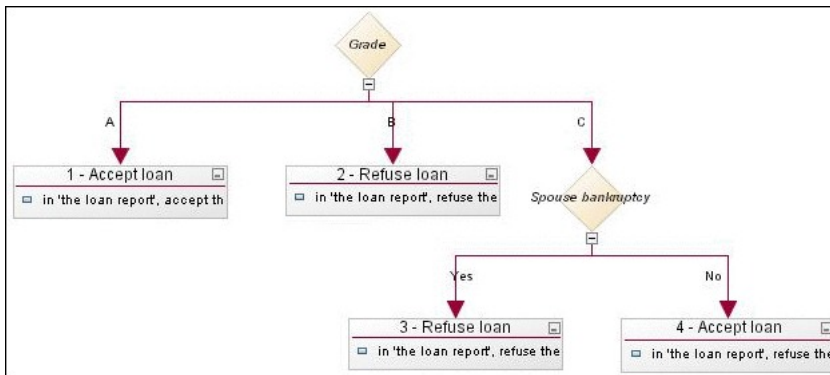 Grade
A
B
C
1 - Accept loan
in 'the loan report', accept th
2 - Refuse loan
in 'the loan report', refuse the
Spouse bankruptcy
Yes
No
3 - Refuse loan
in 'the loan report', refuse the
4 - Accept loan
in 'the loan report', refuse the